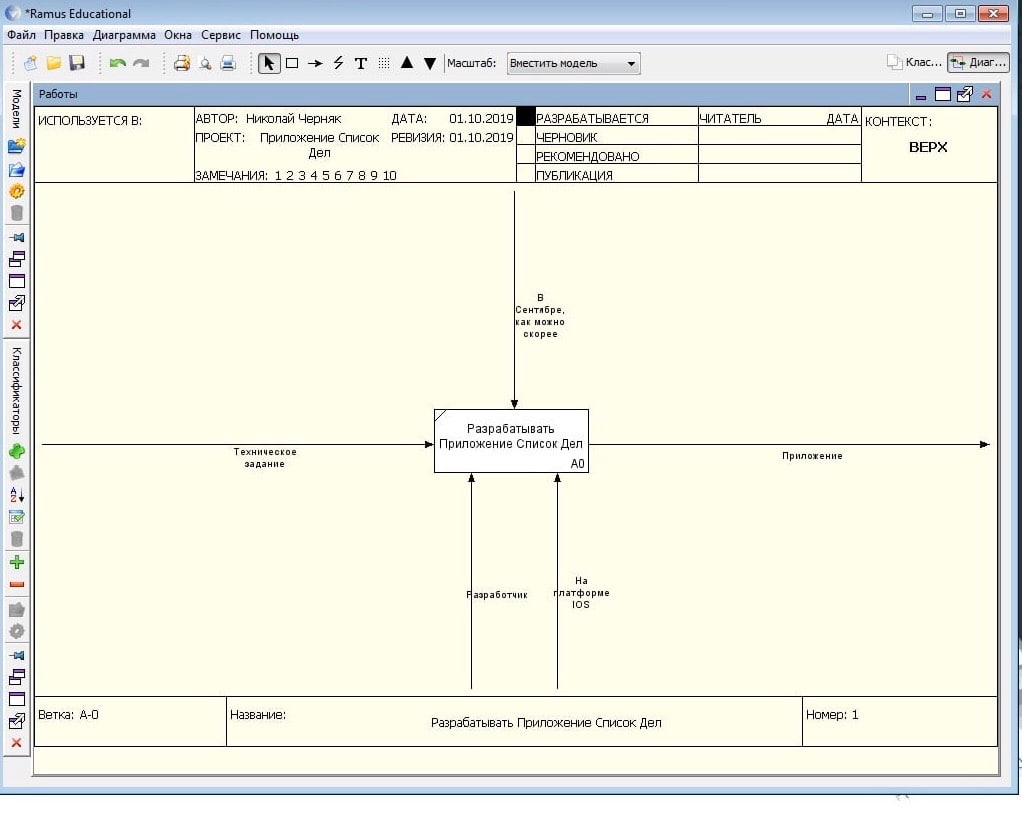 *Ramus Educational
Файл Правка Диаграмма Окна Сервис Помощь
Масштаб: Вместить модель Клас... Диаг...
Модели
Классификаторы
Работы
ИСПОЛЬЗУЕТСЯ В:
АВТОР: Николай Черняк ДАТА: 01.10.2019
ПРОЕКТ: Приложение Список РЕВИЗИЯ: 01.10.2019
Дел
ЗАМЕЧАНИЯ: 1 2 3 4 5 6 7 8 9 10
РАЗРАБАТЫВАЕТСЯ
ЧЕРНОВИК
РЕКОМЕНДОВАНО
ПУБЛИКАЦИЯ
ЧИТАТЕЛЬ ДАТА
КОНТЕКСТ:
ВЕРХ
В
Сентябре,
как можно
скорее
Разрабатывать
Приложение Список Дел
A0
Техническое
задание
Приложение
Разработчик
На
платформе
IOS
Ветка: A-0
Название:
Разрабатывать Приложение Список Дел
Номер: 1